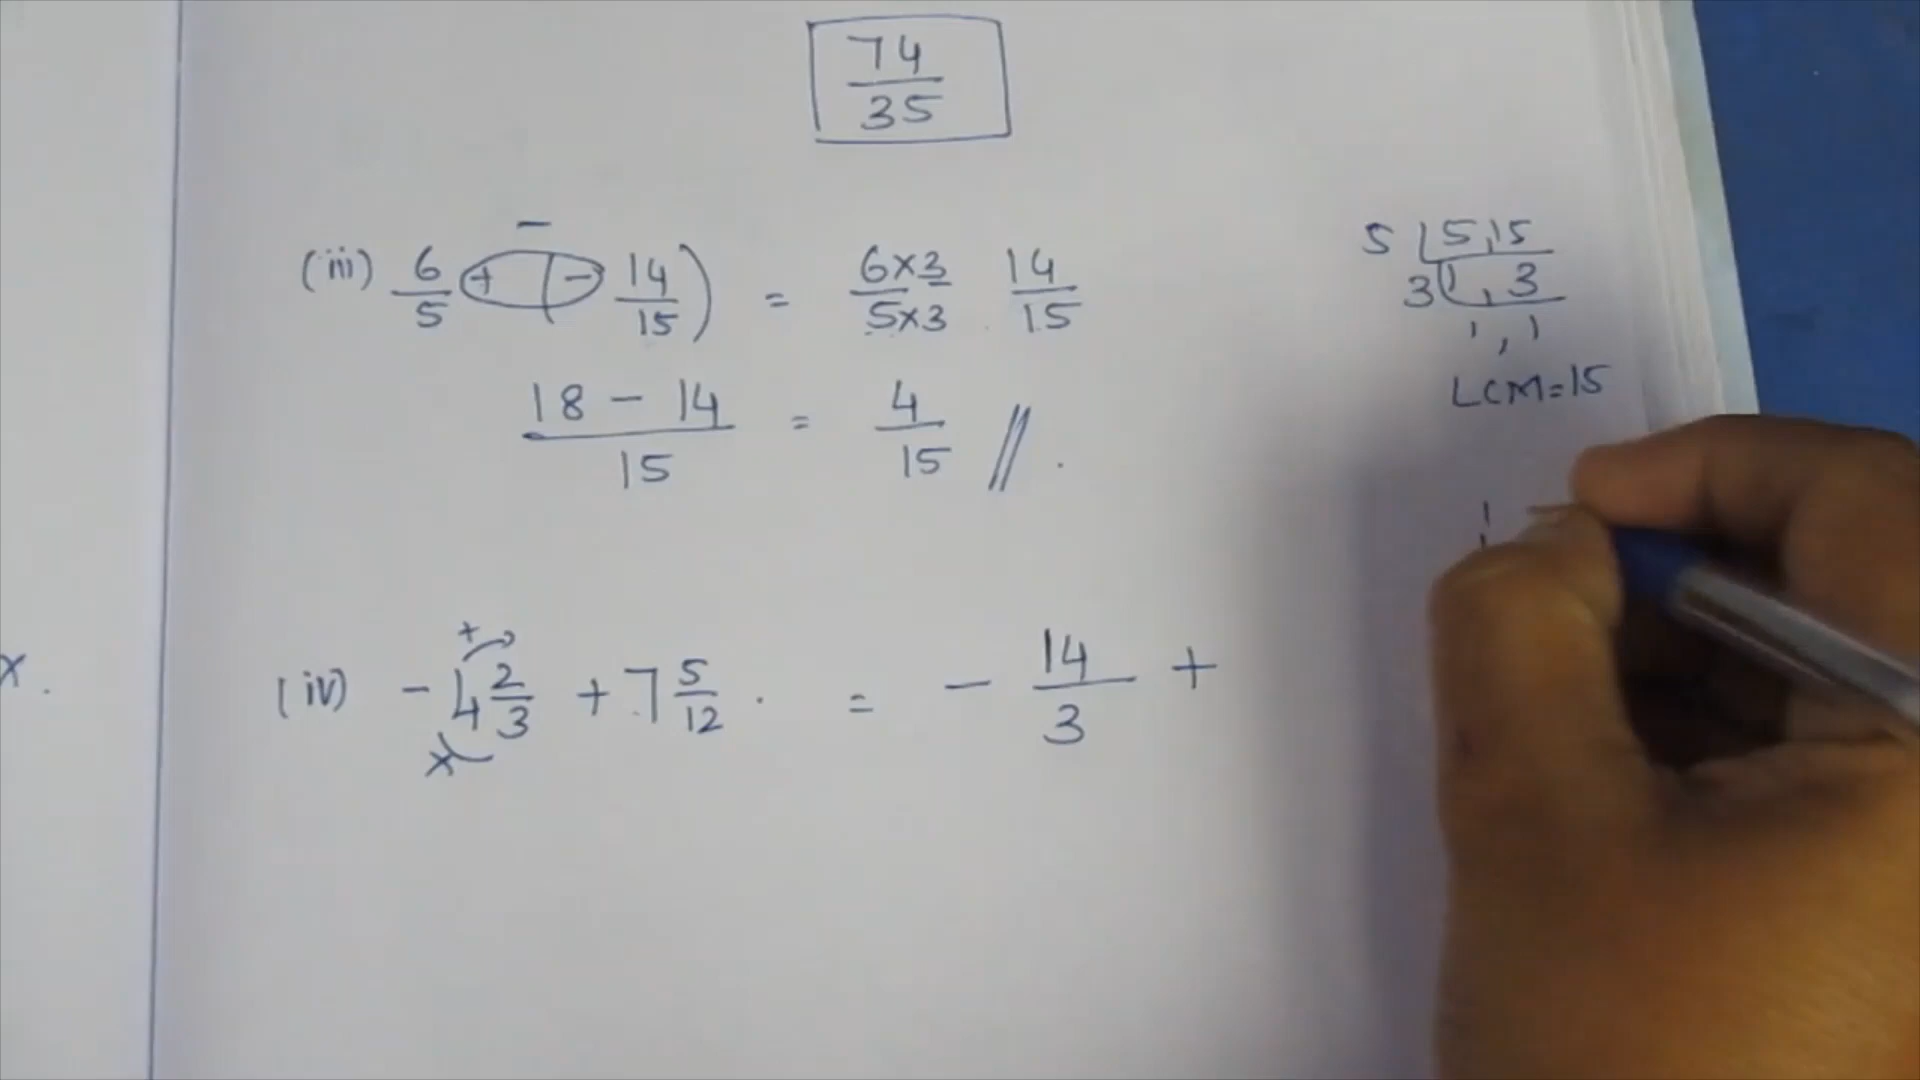 74/35
(iii) 6/5 + (- 14/15) = 6×3/5×3 14/15
-
5 | 5, 15
3 | 1, 3
1, 1
LCM = 15
18 - 14/15 = 4/15 //.
(iv) - 4 2/3 + 7 5/12 . = - 14/3 +
+
×
x.